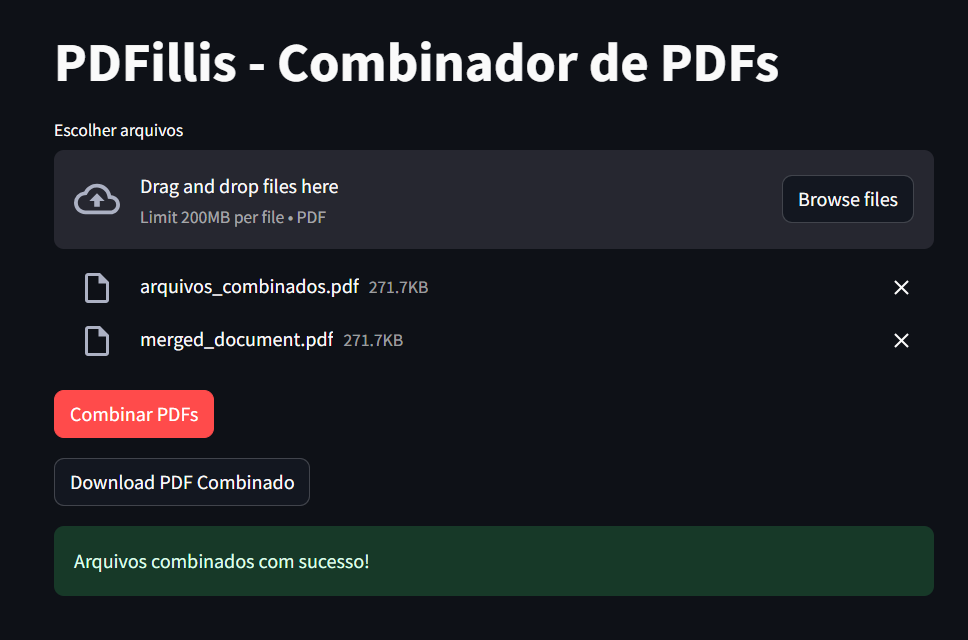 PDFillis - Combinador de PDFs
Escolher arquivos
Drag and drop files here
Limit 200MB per file • PDF
Browse files
arquivos_combinados.pdf 271.7KB
merged_document.pdf 271.7KB
Combinar PDFs
Download PDF Combinado
Arquivos combinados com sucesso!